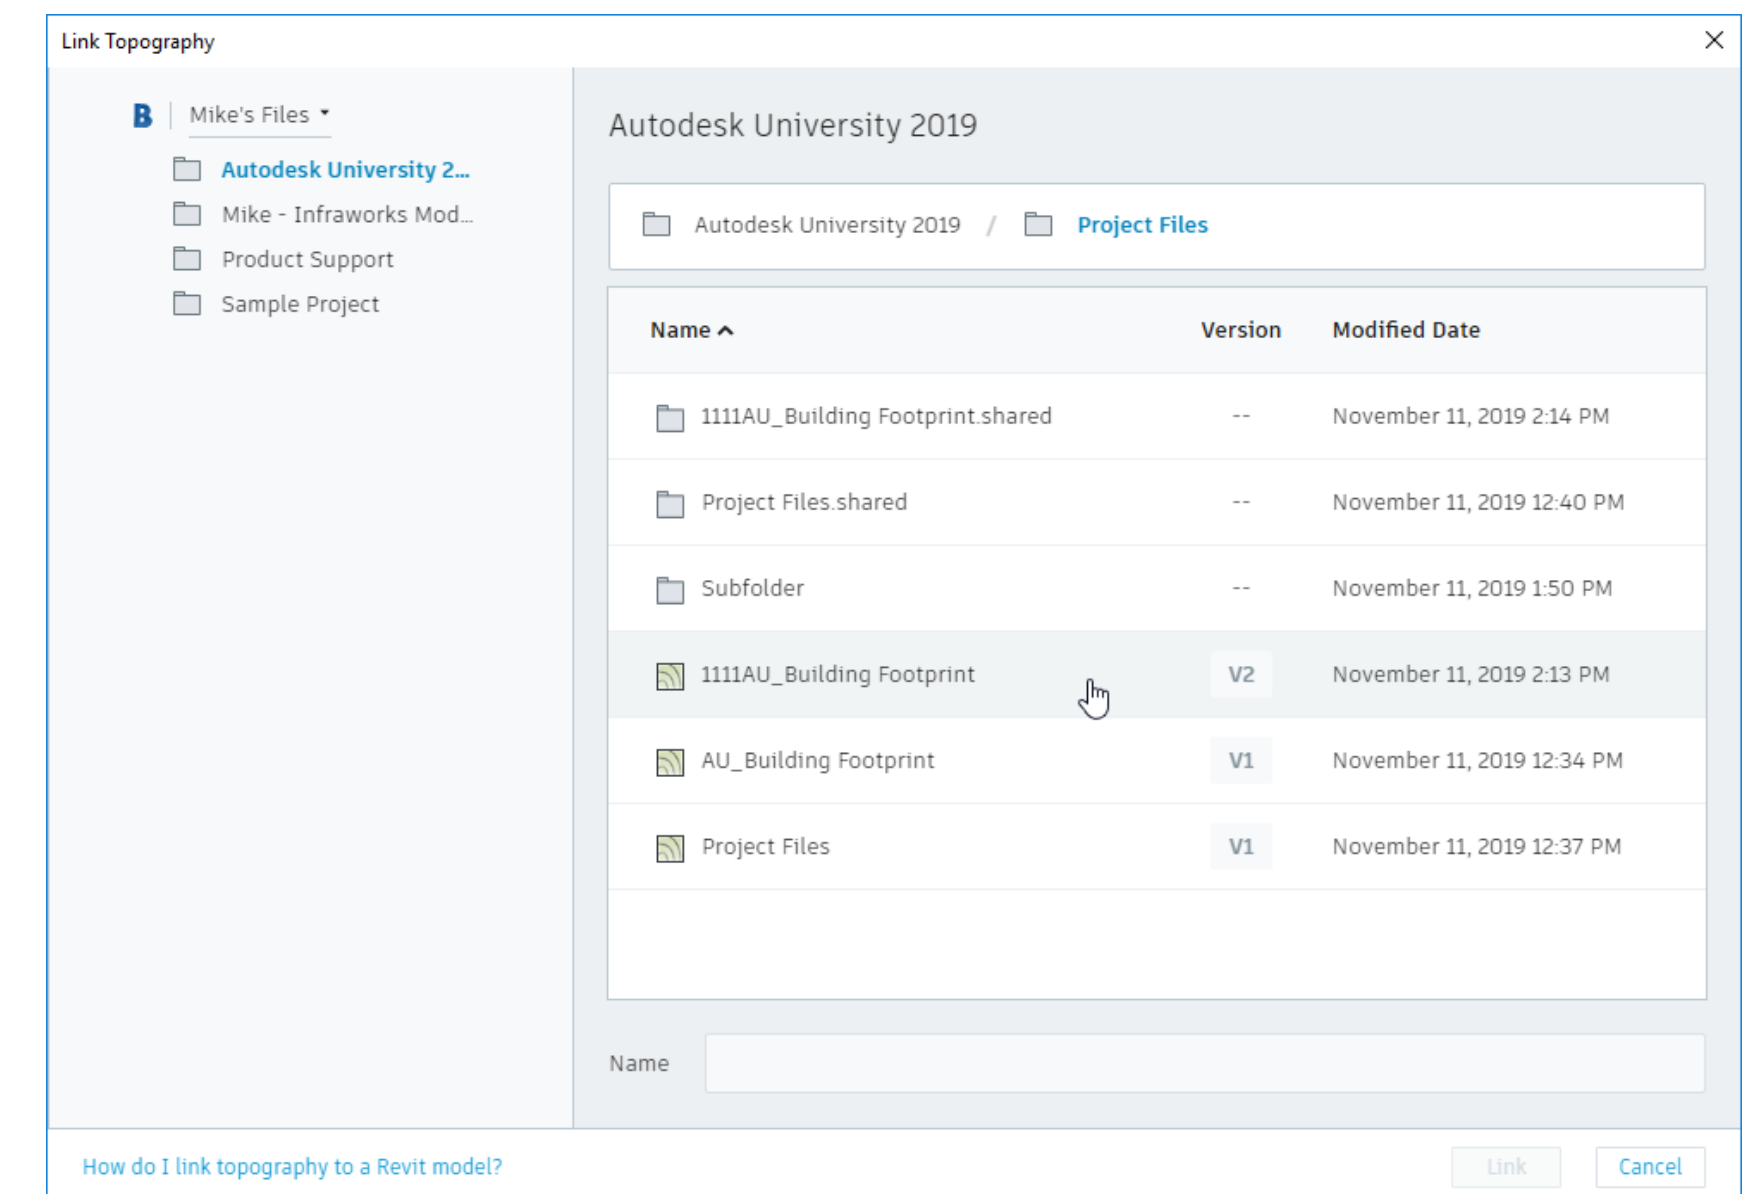 Link Topography
B Mike's Files
Autodesk University 2...
Mike - Infraworks Mod...
Product Support
Sample Project
Autodesk University 2019
Autodesk University 2019 / Project Files
Name Version Modified Date
1111AU_Building Footprint.shared -- November 11, 2019 2:14 PM
Project Files.shared -- November 11, 2019 12:40 PM
Subfolder -- November 11, 2019 1:50 PM
1111AU_Building Footprint V2 November 11, 2019 2:13 PM
AU_Building Footprint V1 November 11, 2019 12:34 PM
Project Files V1 November 11, 2019 12:37 PM
Name
How do I link topography to a Revit model? Link Cancel